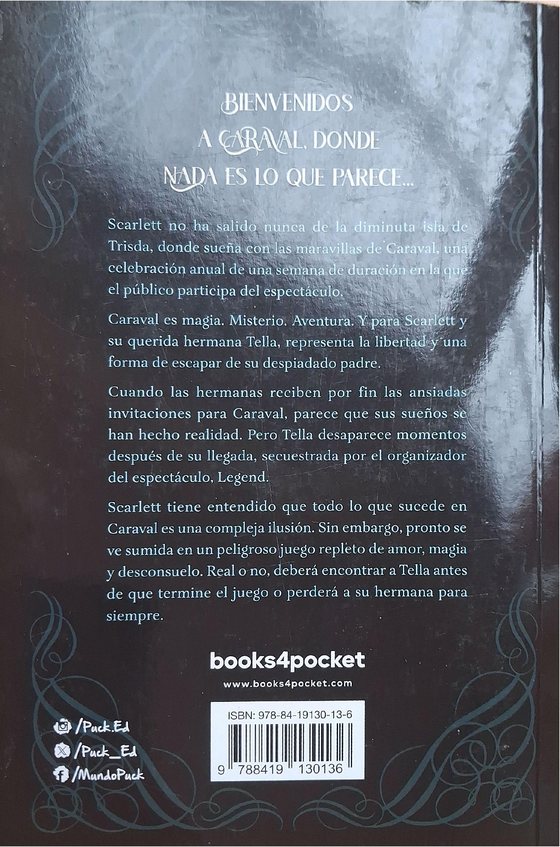 BIENVENIDOS
A CARAVAL, DONDE
NADA ES LO QUE PARECE...
Scarlett no ha salido nunca de la diminuta isla de
Trisda, donde sueña con las maravillas de Caraval, una
celebración anual de una semana de duración en la que
el público participa del espectáculo.
Caraval es magia. Misterio. Aventura. Y para Scarlett y
su querida hermana Tella, representa la libertad y una
forma de escapar de su despiadado padre.
Cuando las hermanas reciben por fin las ansiadas
invitaciones para Caraval, parece que sus sueños se
han hecho realidad. Pero Tella desaparece momentos
después de su llegada, secuestrada por el organizador
del espectáculo, Legend.
Scarlett tiene entendido que todo lo que sucede en
Caraval es una compleja ilusión. Sin embargo, pronto se
ve sumida en un peligroso juego repleto de amor, magia
y desconsuelo. Real o no, deberá encontrar a Tella antes
de que termine el juego o perderá a su hermana para
siempre.
books4pocket
www.books4pocket.com
ISBN: 978-84-19130-13-6
9 788419 130136
/Puck.Ed
/Puck_Ed
/MundoPuck